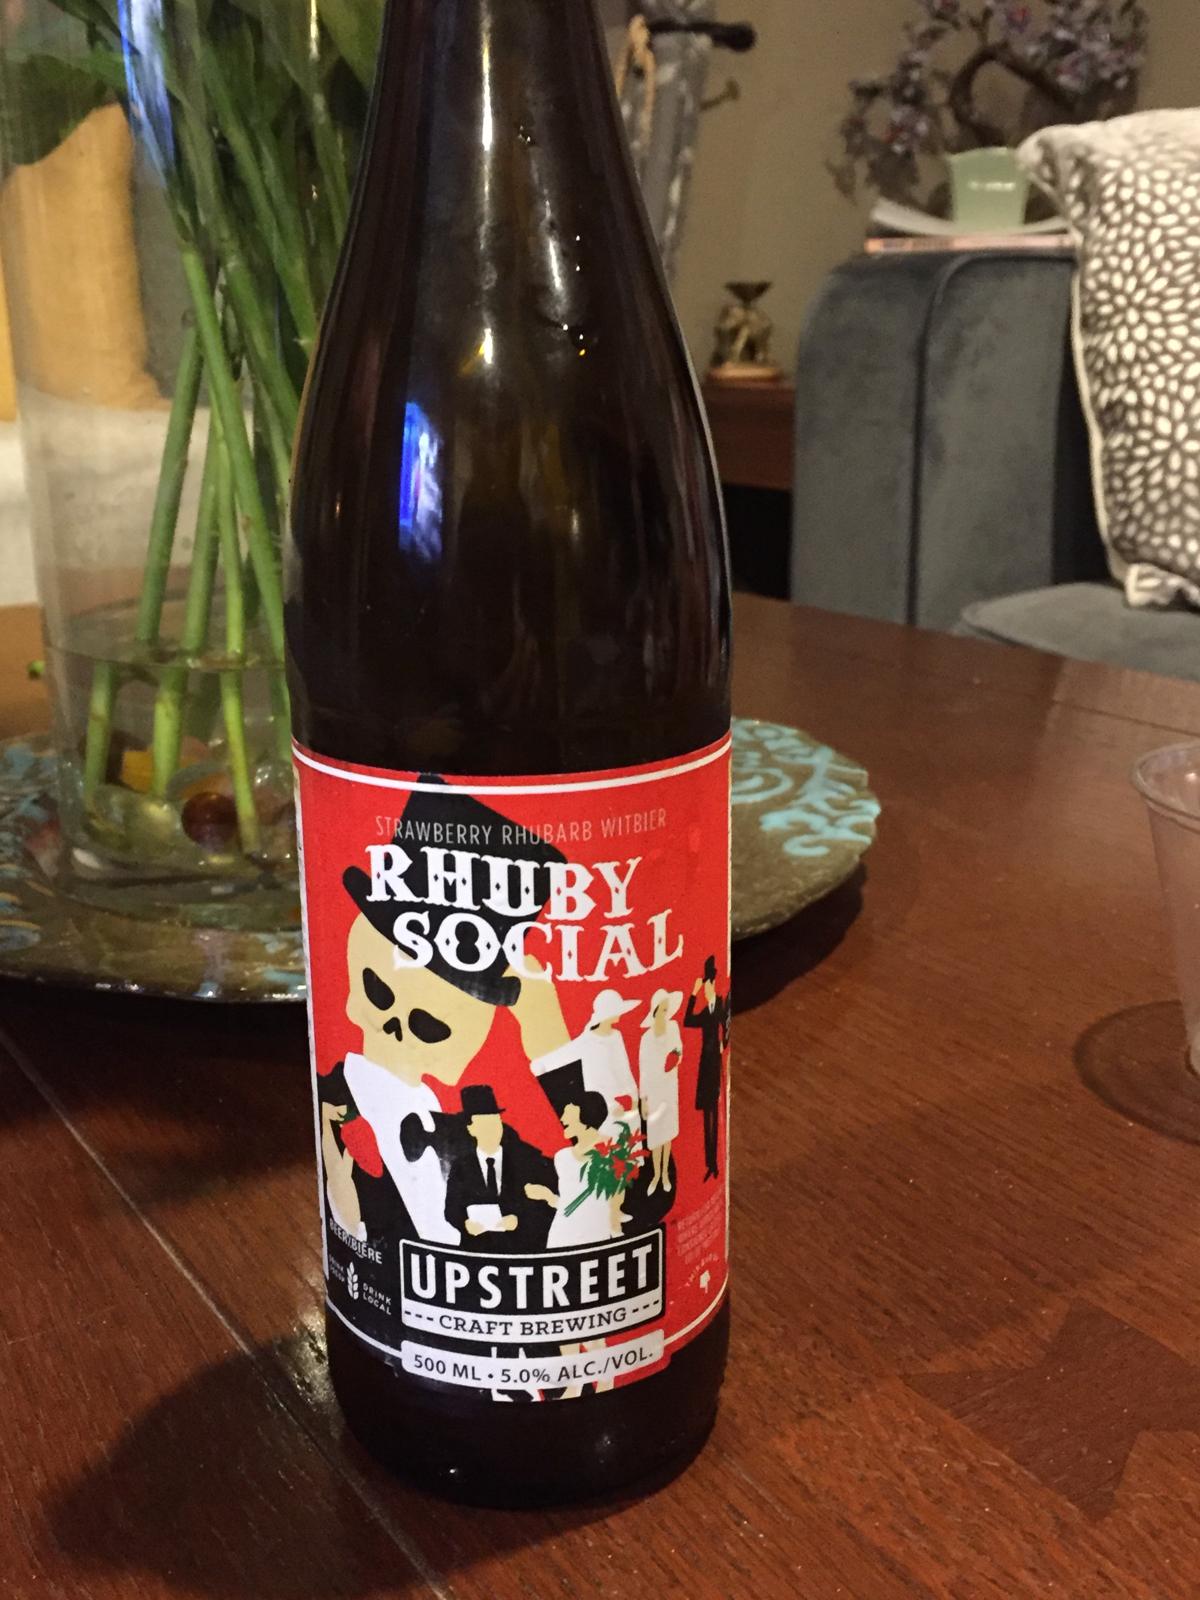 STRAWBERRY RHUBARB WITBIER
RHUBY
SOCIAL
BEER/BIÈRE
DRINK
LOCAL
UPSTREET
CRAFT BREWING
500 ML • 5.0% ALC./VOL.